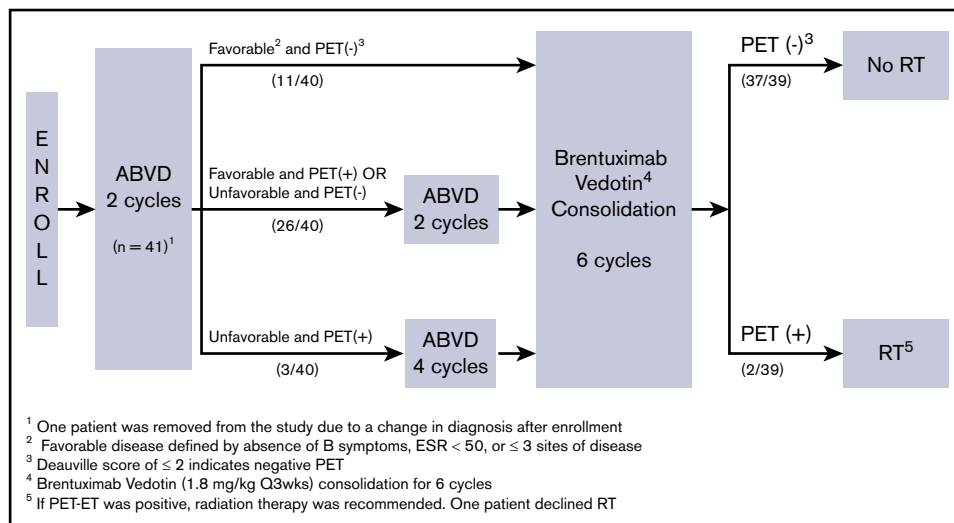 ENROLL
ABVD
2 cycles
(n = 41)¹
Favorable² and PET(-)³
(11/40)
Favorable and PET(+) OR
Unfavorable and PET(-)
(26/40)
ABVD
2 cycles
Unfavorable and PET(+)
(3/40)
ABVD
4 cycles
Brentuximab
Vedotin⁴
Consolidation
6 cycles
PET (-)³
(37/39)
No RT
PET (+)
(2/39)
RT⁵
¹ One patient was removed from the study due to a change in diagnosis after enrollment
² Favorable disease defined by absence of B symptoms, ESR < 50, or ≤ 3 sites of disease
³ Deauville score of ≤ 2 indicates negative PET
⁴ Brentuximab Vedotin (1.8 mg/kg Q3wks) consolidation for 6 cycles
⁵ If PET-ET was positive, radiation therapy was recommended. One patient declined RT